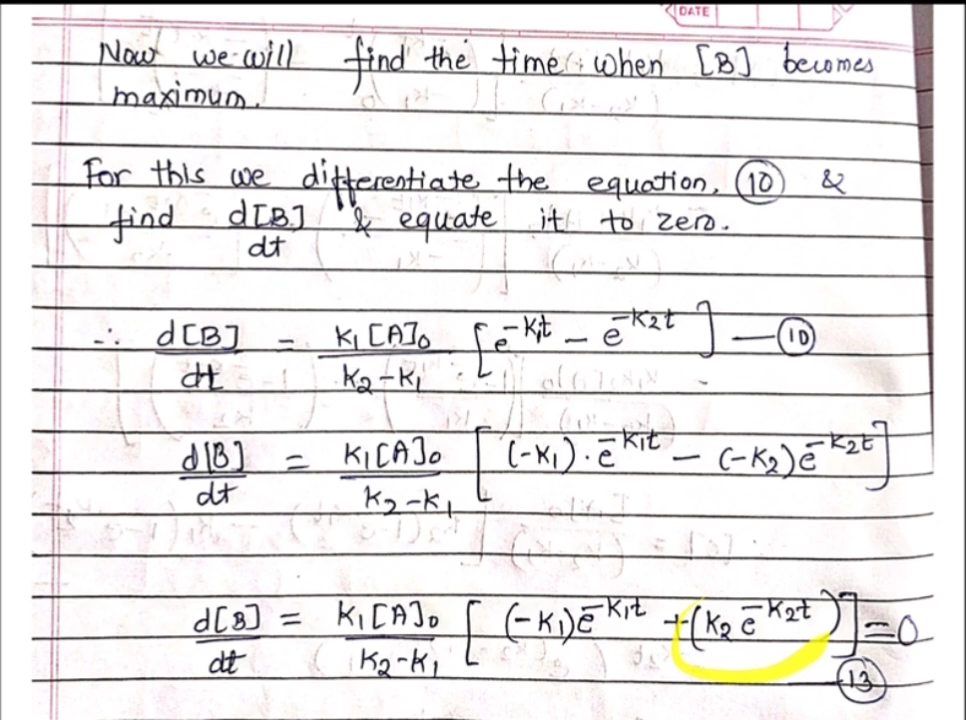 DATE
Now we will find the time when [B] becomes
maximum.
For this we differentiate the equation, (10) &
find d[B]/dt & equate it to zero.
∴ d[B]/dt = K₁[A]₀/K₂-K₁ [e^-K₁t - e^-K₂t] — (10)
d[B]/dt = K₁[A]₀/K₂-K₁ [(-K₁)·e^-K₁t - (-K₂)e^-K₂t]
d[B]/dt = K₁[A]₀/K₂-K₁ [(-K₁)e^-K₁t + (K₂e^-K₂t)] = 0
(13)